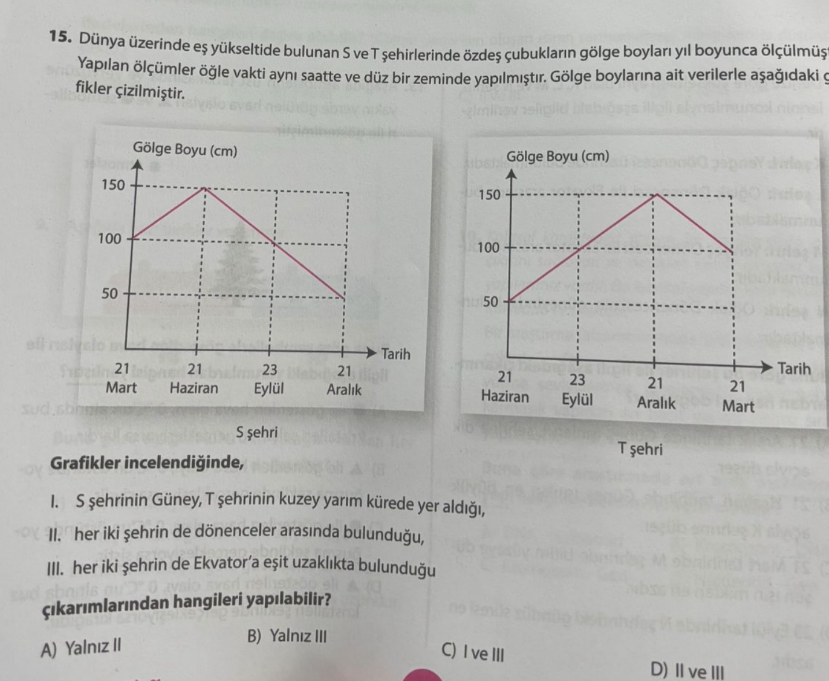 15. Dünya üzerinde eş yükseltide bulunan S ve T şehirlerinde özdeş çubukların gölge boyları yıl boyunca ölçülmüş
Yapılan ölçümler öğle vakti aynı saatte ve düz bir zeminde yapılmıştır. Gölge boylarına ait verilerle aşağıdaki g
fikler çizilmiştir.
Gölge Boyu (cm)
150
100
50
Tarih
21 Mart
21 Haziran
23 Eylül
21 Aralık
S şehri
Gölge Boyu (cm)
150
100
50
Tarih
21 Haziran
23 Eylül
21 Aralık
21 Mart
T şehri
Grafikler incelendiğinde,
I. S şehrinin Güney, T şehrinin kuzey yarım kürede yer aldığı,
II. her iki şehrin de dönenceler arasında bulunduğu,
III. her iki şehrin de Ekvator'a eşit uzaklıkta bulunduğu
çıkarımlarından hangileri yapılabilir?
A) Yalnız II
B) Yalnız III
C) I ve III
D) II ve III